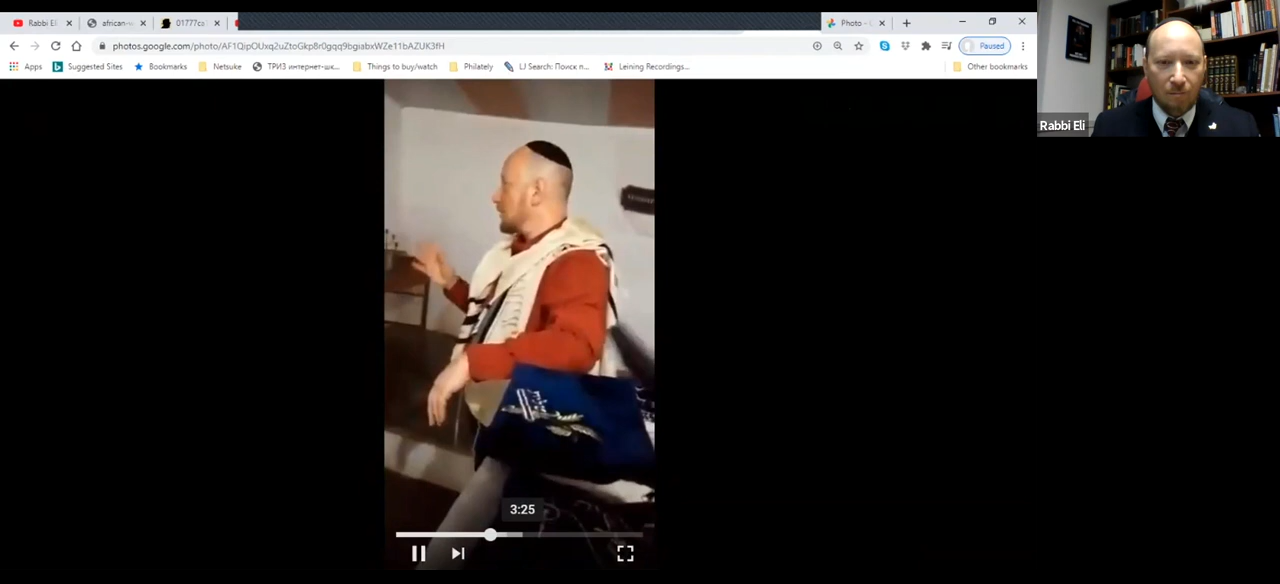 Rabbi El
african-v
01777ca
Photo - G
photos.google.com/photo/AF1QipOUxq2uZtoGkp8r0gqq9bgiabxWZe11bAZUK3fH
Paused
Apps
Suggested Sites
Bookmarks
Netsuke
ТРИЗ интернет-шк...
Things to buy/watch
Philately
LJ Search: Поиск п...
Leining Recordings...
Other bookmarks
Rabbi Eli
3:25